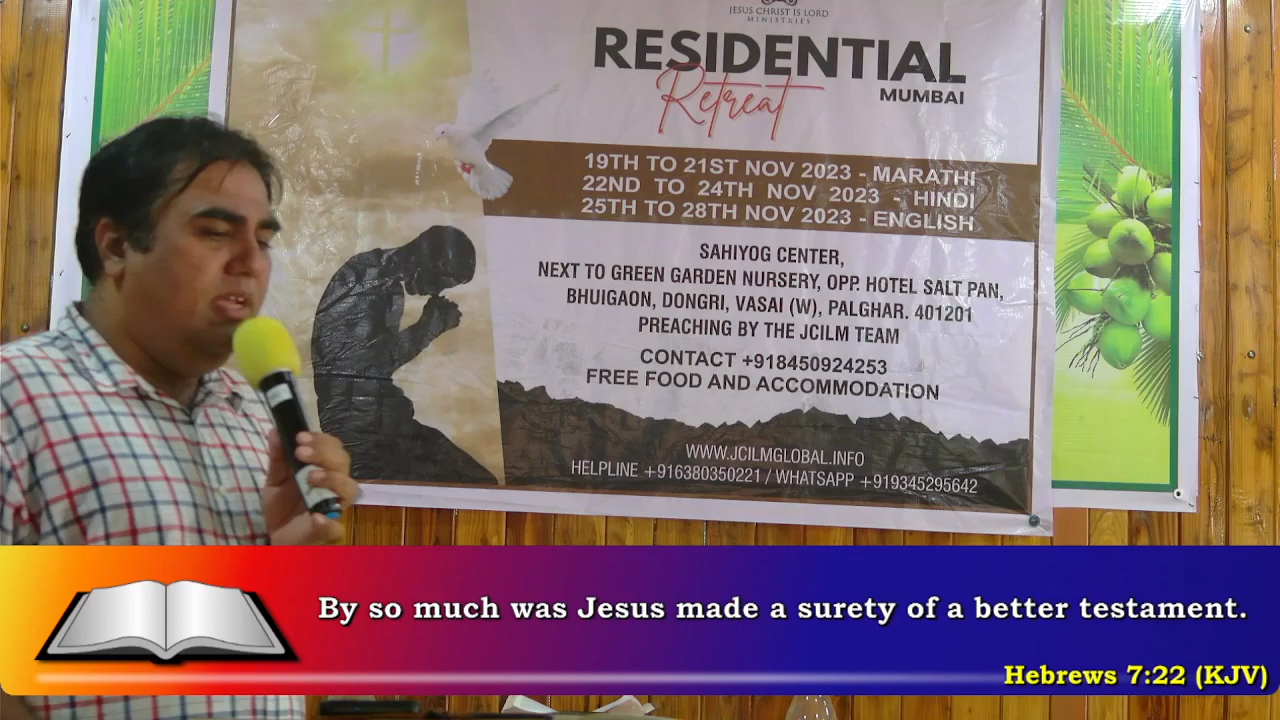 JESUS CHRIST IS LORD
MINISTRIES
RESIDENTIAL
Retreat
MUMBAI
19TH TO 21ST NOV 2023 - MARATHI
22ND TO 24TH NOV 2023 - HINDI
25TH TO 28TH NOV 2023 - ENGLISH
SAHIYOG CENTER,
NEXT TO GREEN GARDEN NURSERY, OPP. HOTEL SALT PAN,
BHUIGAON, DONGRI, VASAI (W), PALGHAR. 401201
PREACHING BY THE JCILM TEAM
CONTACT +918450924253
FREE FOOD AND ACCOMMODATION
WWW.JCILMGLOBAL.INFO
HELPLINE +916380350221 / WHATSAPP +919345295642
By so much was Jesus made a surety of a better testament.
Hebrews 7:22 (KJV)